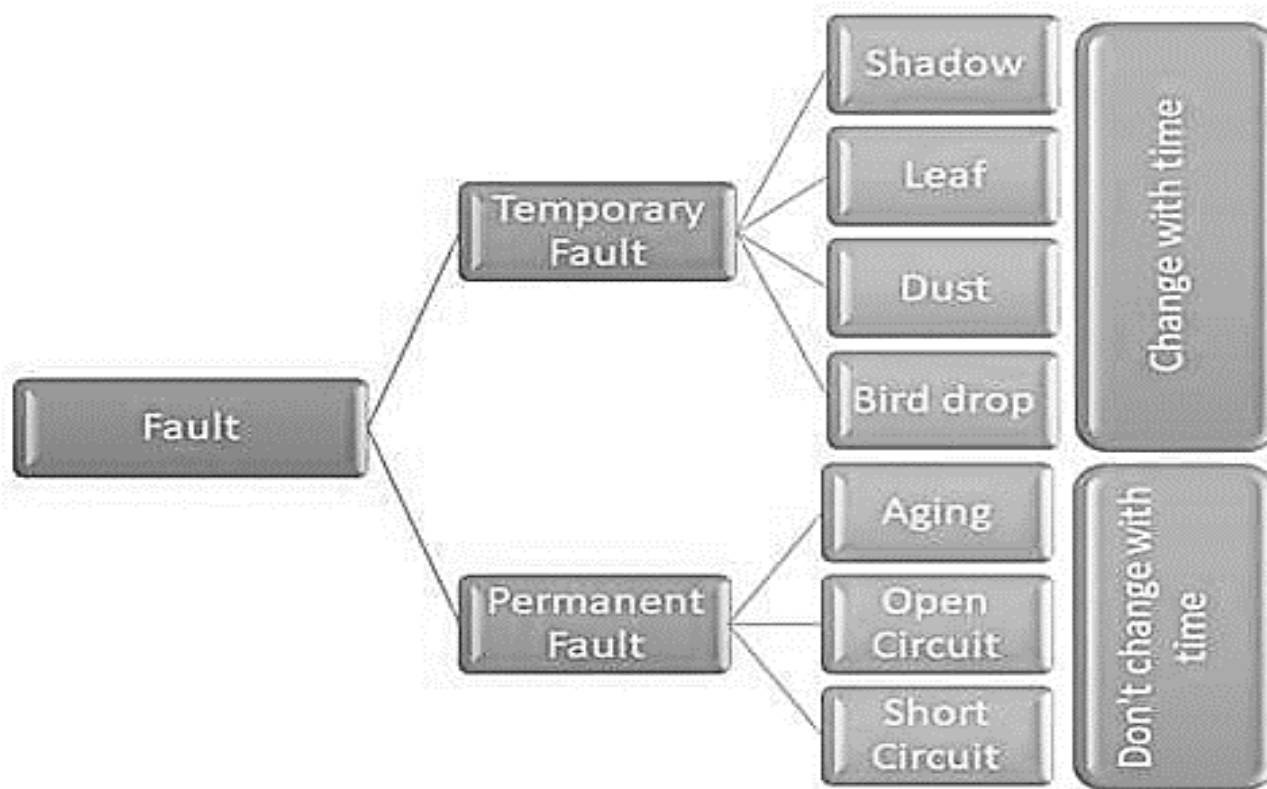 Fault
Temporary
Fault
Shadow
Leaf
Dust
Bird drop
Change with time
Permanent
Fault
Aging
Open
Circuit
Short
Circuit
Don't change with
time